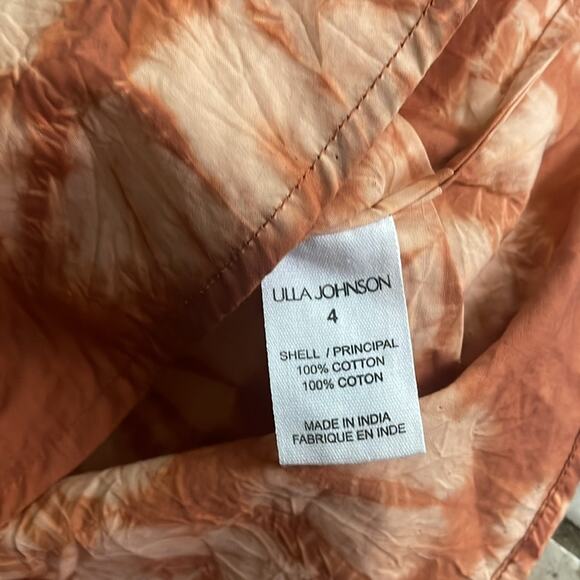 ULLA JOHNSON
4
SHELL / PRINCIPAL
100% COTTON
100% COTON
MADE IN INDIA
FABRIQUE EN INDE